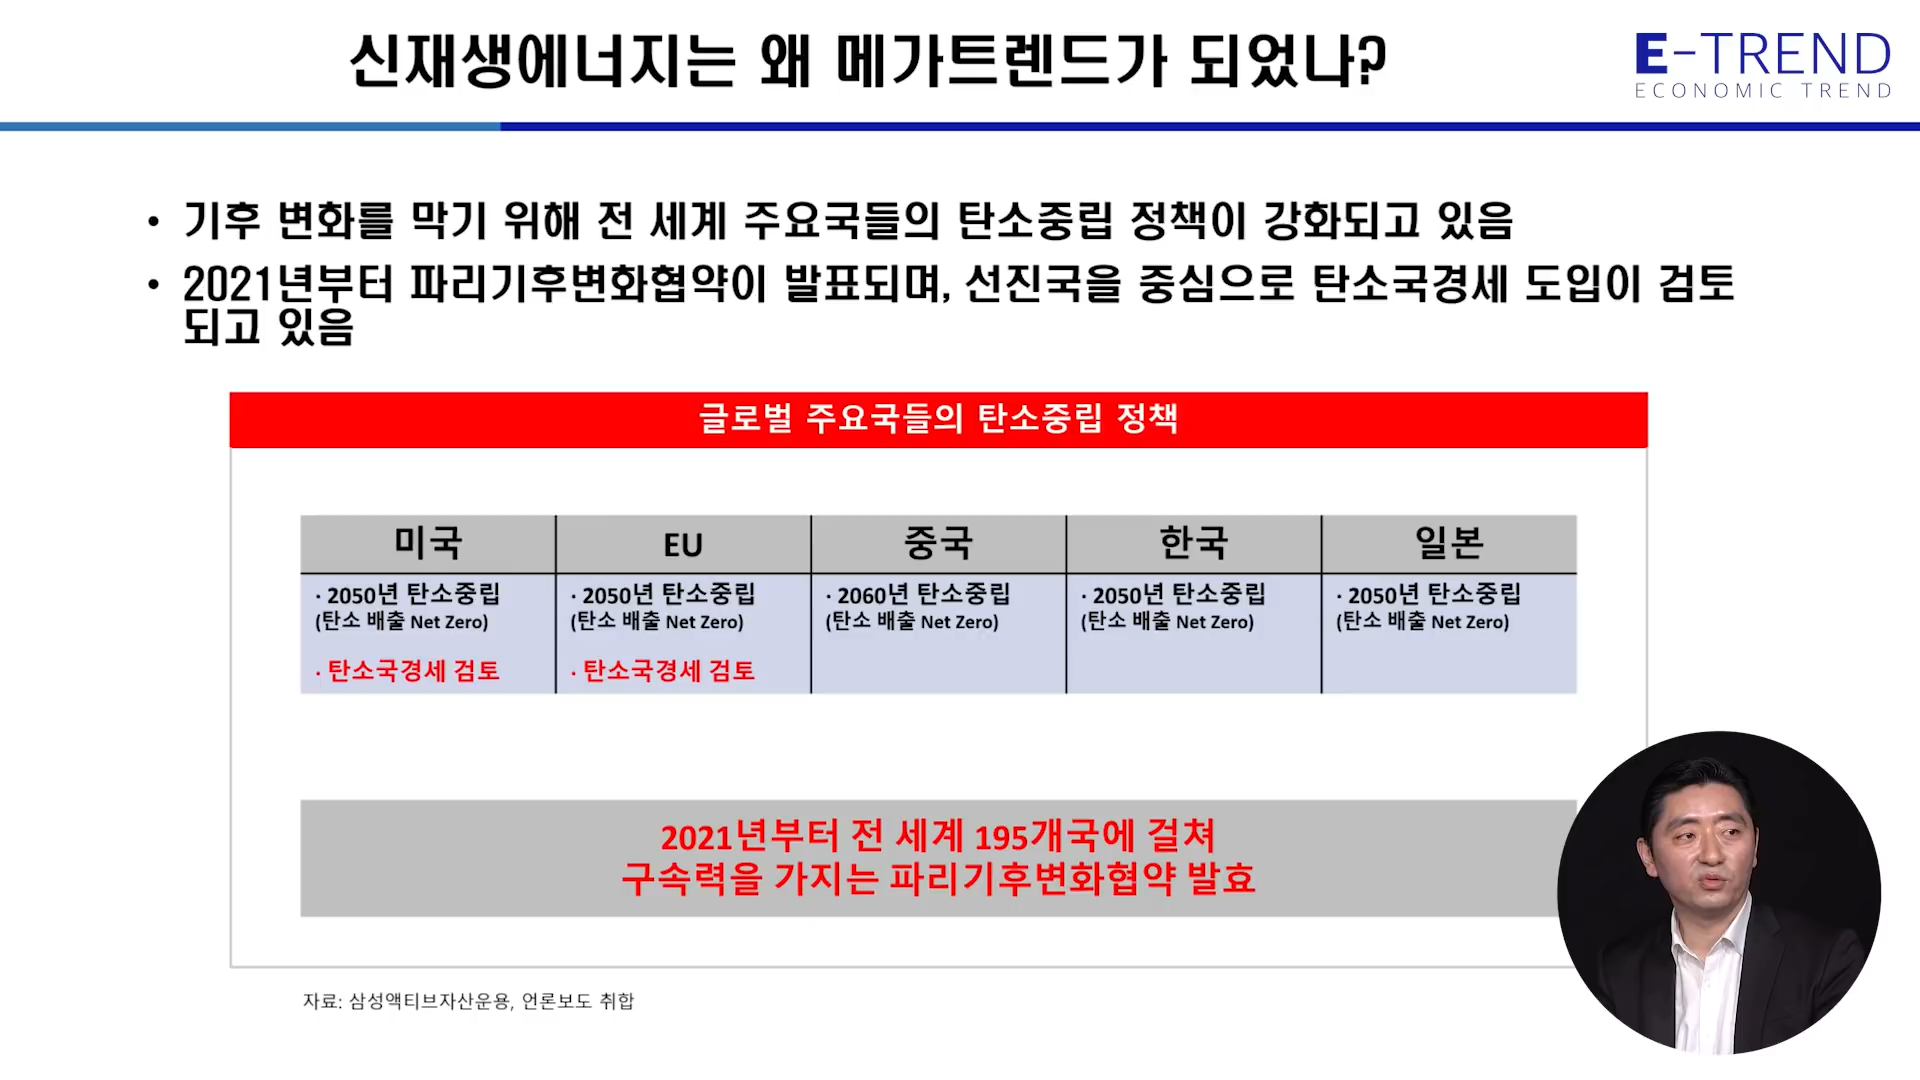 신재생에너지는 왜 메가트렌드가 되었나?
E-TREND
ECONOMIC TREND
• 기후 변화를 막기 위해 전 세계 주요국들의 탄소중립 정책이 강화되고 있음
• 2021년부터 파리기후변화협약이 발표되며, 선진국을 중심으로 탄소국경세 도입이 검토
되고 있음
글로벌 주요국들의 탄소중립 정책
미국
· 2050년 탄소중립
(탄소 배출 Net Zero)
· 탄소국경세 검토
EU
· 2050년 탄소중립
(탄소 배출 Net Zero)
· 탄소국경세 검토
중국
· 2060년 탄소중립
(탄소 배출 Net Zero)
한국
· 2050년 탄소중립
(탄소 배출 Net Zero)
일본
· 2050년 탄소중립
(탄소 배출 Net Zero)
2021년부터 전 세계 195개국에 걸쳐
구속력을 가지는 파리기후변화협약 발효
자료: 삼성액티브자산운용, 언론보도 취합